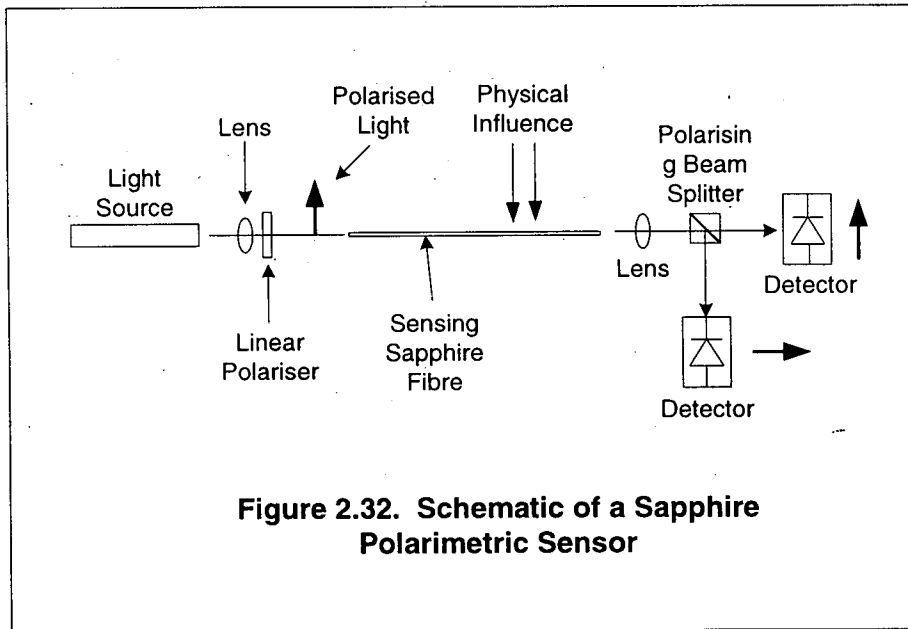 Polarised
Light
Physical
Influence
Lens
Polarisin
g Beam
Splitter
Light
Source
Lens
Detector
Linear
Polariser
Sensing
Sapphire
Fibre
Detector
Figure 2.32. Schematic of a Sapphire
Polarimetric Sensor